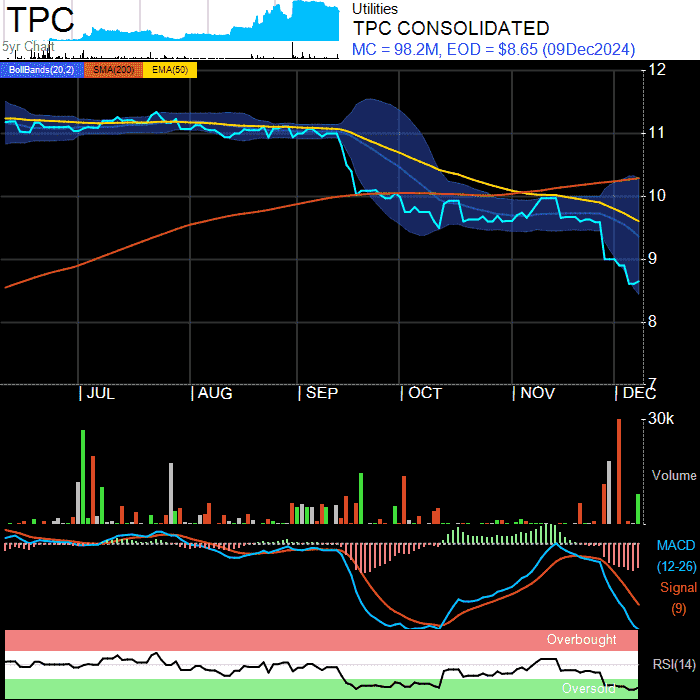 TPC
5yr Chart
Utilities
TPC CONSOLIDATED
MC = 98.2M, EOD = $8.65 (09Dec2024)
BollBands(20,2) SMA(200) EMA(50)
12
11
10
9
8
7
JUL AUG SEP OCT NOV DEC
30k
Volume
MACD
(12-26)
Signal
(9)
Overbought
RSI(14)
Oversold